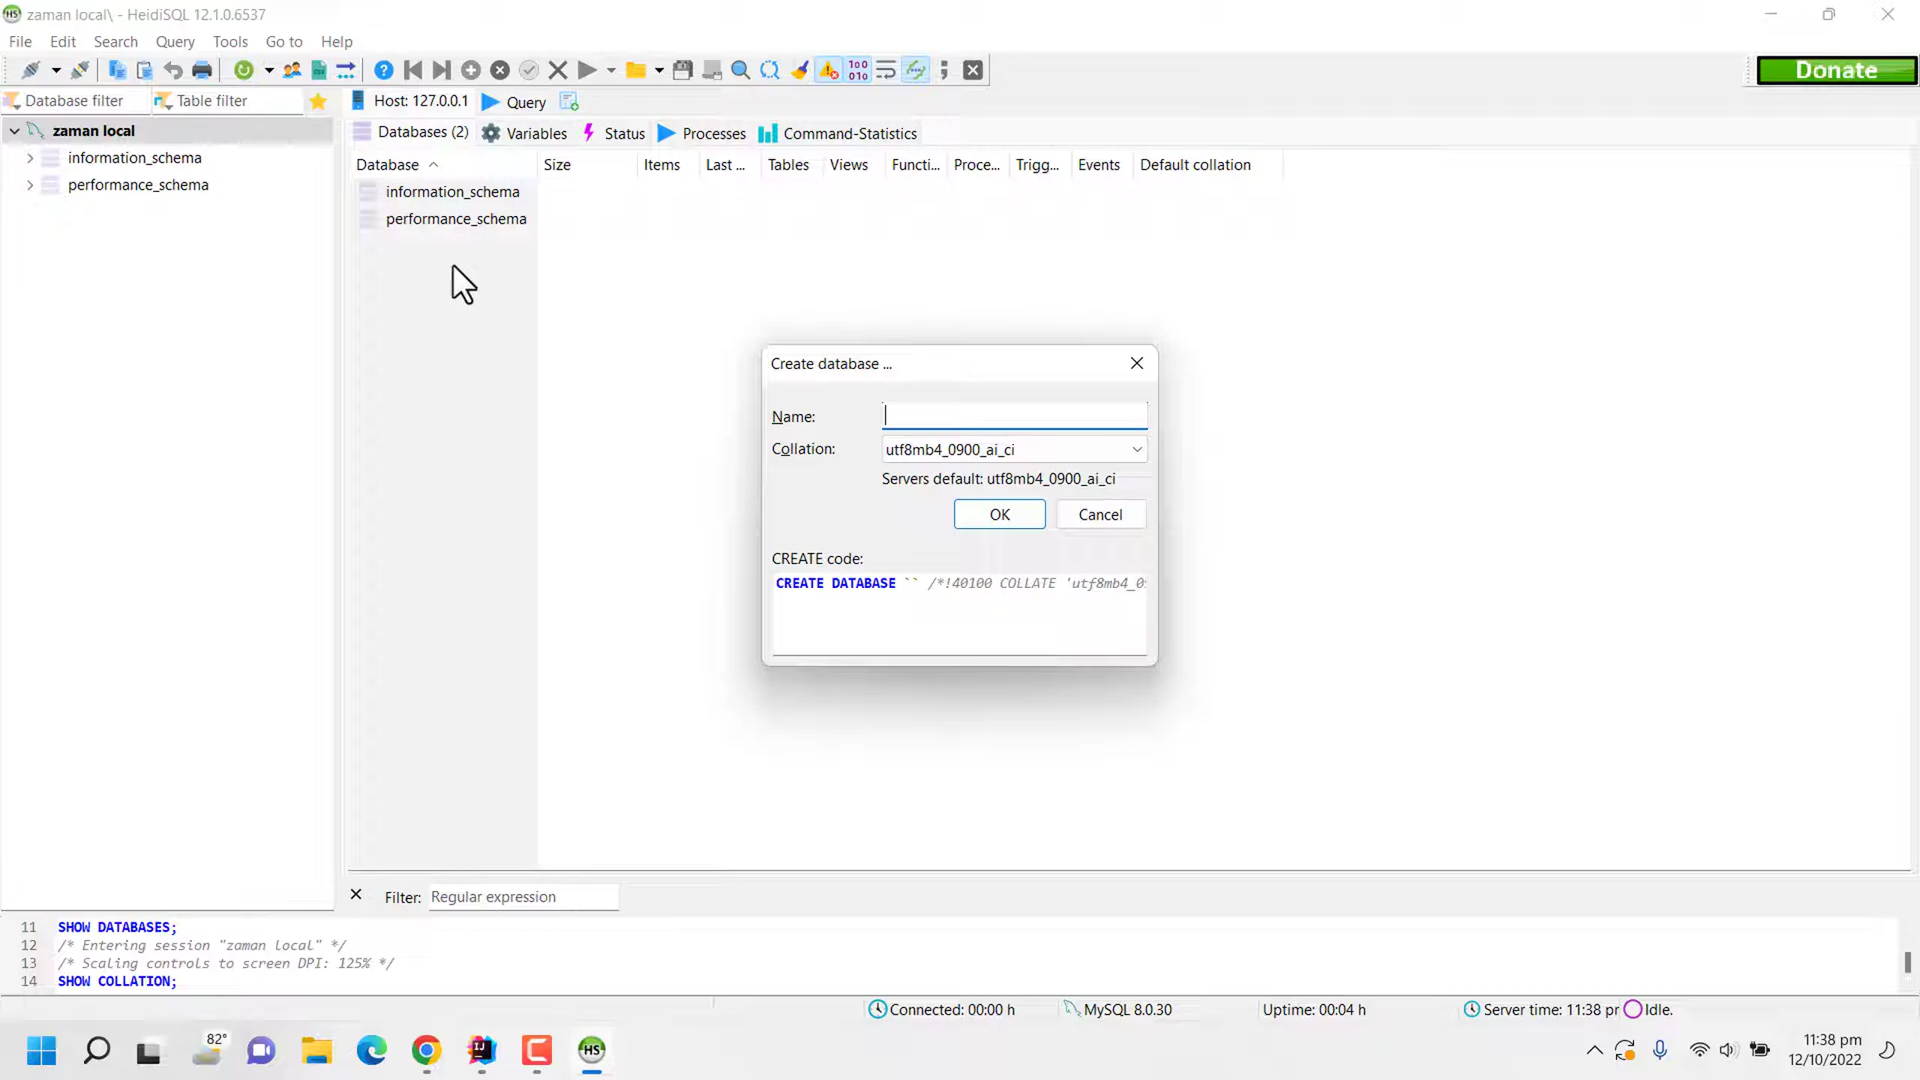 zaman local\ - HeidiSQL 12.1.0.6537
File Edit Search Query Tools Go to Help
Donate
Database filter Table filter Host: 127.0.0.1 Query
zaman local
Databases (2) Variables Status Processes Command-Statistics
Database Size Items Last ... Tables Views Functi... Proce... Trigg... Events Default collation
information_schema
performance_schema
information_schema
performance_schema
Create database ...
Name:
Collation: utf8mb4_0900_ai_ci
Servers default: utf8mb4_0900_ai_ci
OK Cancel
CREATE code:
CREATE DATABASE `` /*!40100 COLLATE 'utf8mb4_0
Filter: Regular expression
11 SHOW DATABASES;
12 /* Entering session "zaman local" */
13 /* Scaling controls to screen DPI: 125% */
14 SHOW COLLATION;
Connected: 00:00 h MySQL 8.0.30 Uptime: 00:04 h Server time: 11:38 pr Idle.
82°
11:38 pm
12/10/2022